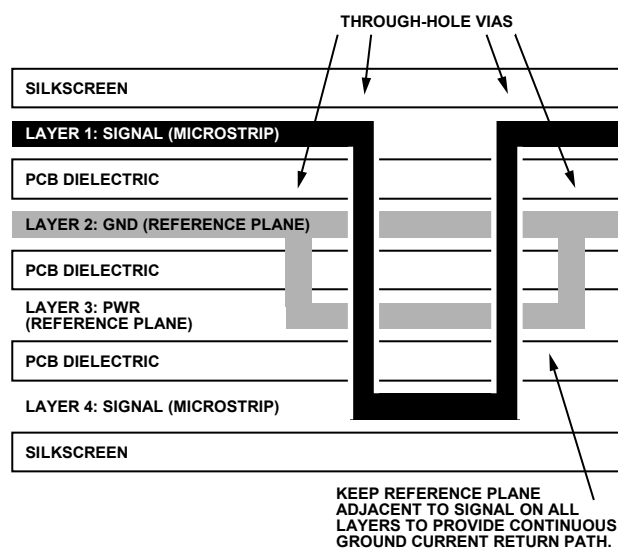 THROUGH-HOLE VIAS
SILKSCREEN
LAYER 1: SIGNAL (MICROSTRIP)
PCB DIELECTRIC
LAYER 2: GND (REFERENCE PLANE)
PCB DIELECTRIC
LAYER 3: PWR
(REFERENCE PLANE)
PCB DIELECTRIC
LAYER 4: SIGNAL (MICROSTRIP)
SILKSCREEN
KEEP REFERENCE PLANE
ADJACENT TO SIGNAL ON ALL
LAYERS TO PROVIDE CONTINUOUS
GROUND CURRENT RETURN PATH.